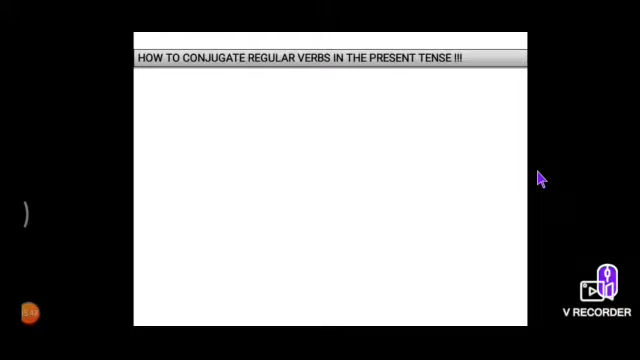 HOW TO CONJUGATE REGULAR VERBS IN THE PRESENT TENSE !!!
V RECORDER